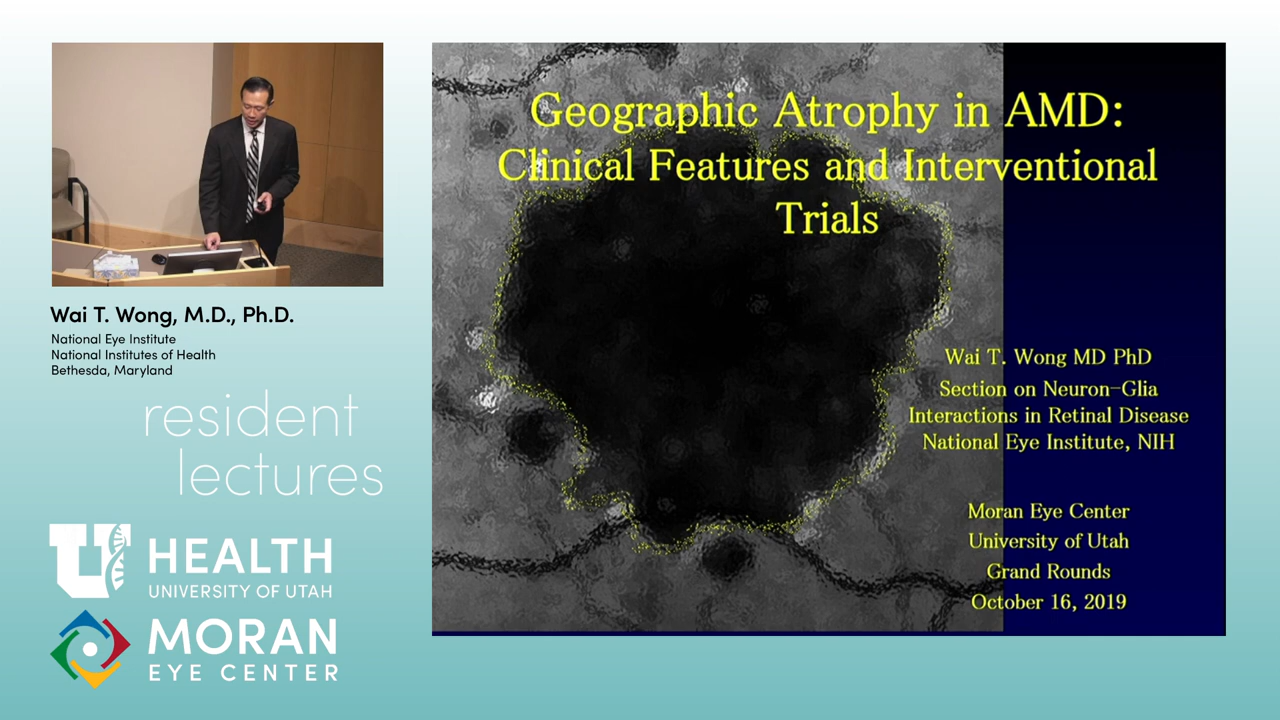 Wai T. Wong, M.D., Ph.D.
National Eye Institute
National Institutes of Health
Bethesda, Maryland
resident
lectures
U HEALTH
UNIVERSITY OF UTAH
MORAN
EYE CENTER
Geographic Atrophy in AMD:
Clinical Features and Interventional
Trials
Wai T. Wong MD PhD
Section on Neuron-Glia
Interactions in Retinal Disease
National Eye Institute, NIH
Moran Eye Center
University of Utah
Grand Rounds
October 16, 2019